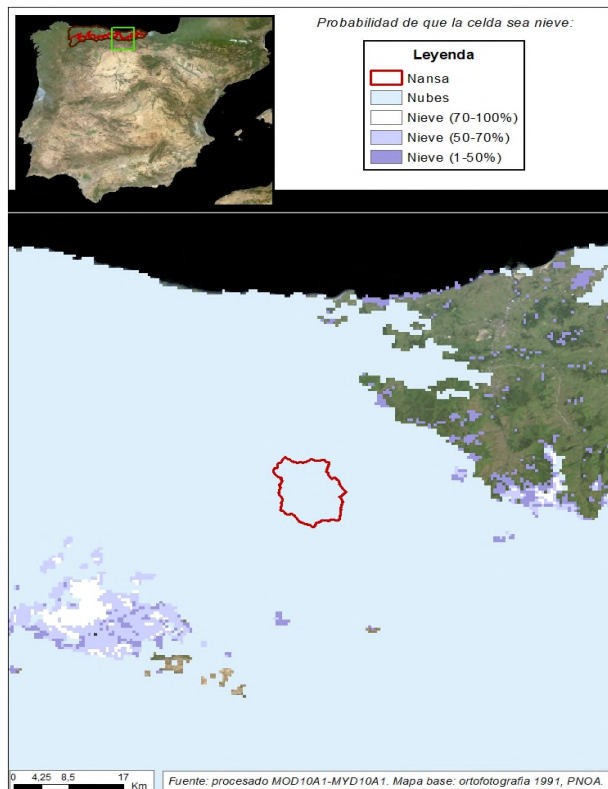 Probabilidad de que la celda sea nieve:
Leyenda
Nansa
Nubes
Nieve (70-100%)
Nieve (50-70%)
Nieve (1-50%)
0 4,25 8,5 17
Km
Fuente: procesado MOD10A1-MYD10A1. Mapa base: ortofotografia 1991, PNOA.